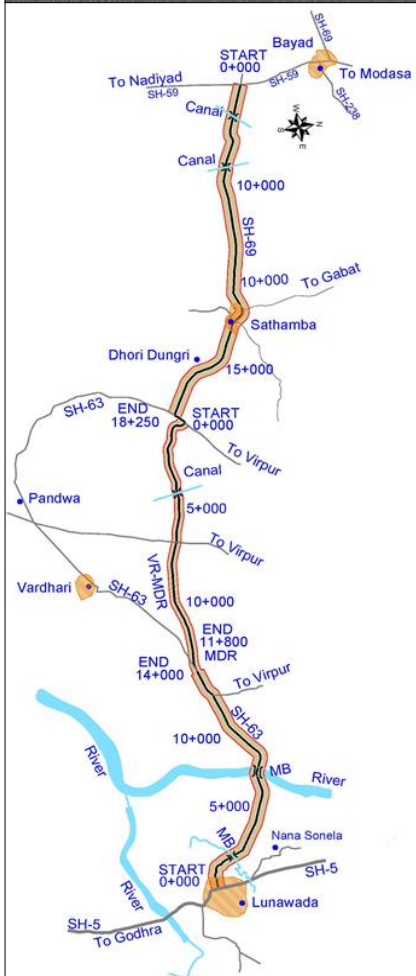 SH-69
Bayad
START
0+000
To Nadiyad
SH-59
SH-59
To Modasa
SH-238
Canal
W
N
S
E
Canal
10+000
SH-69
10+000
To Gabat
Sathamba
Dhori Dungri
15+000
SH-63
END
18+250
START
0+000
To Virpur
Canal
Pandwa
5+000
To Virpur
VR-MDR
Vardhari
SH-63
10+000
END
11+800
MDR
END
14+000
To Virpur
SH-63
10+000
River
MB
River
5+000
MB
Nana Sonela
START
0+000
SH-5
River
Lunawada
SH-5
To Godhra